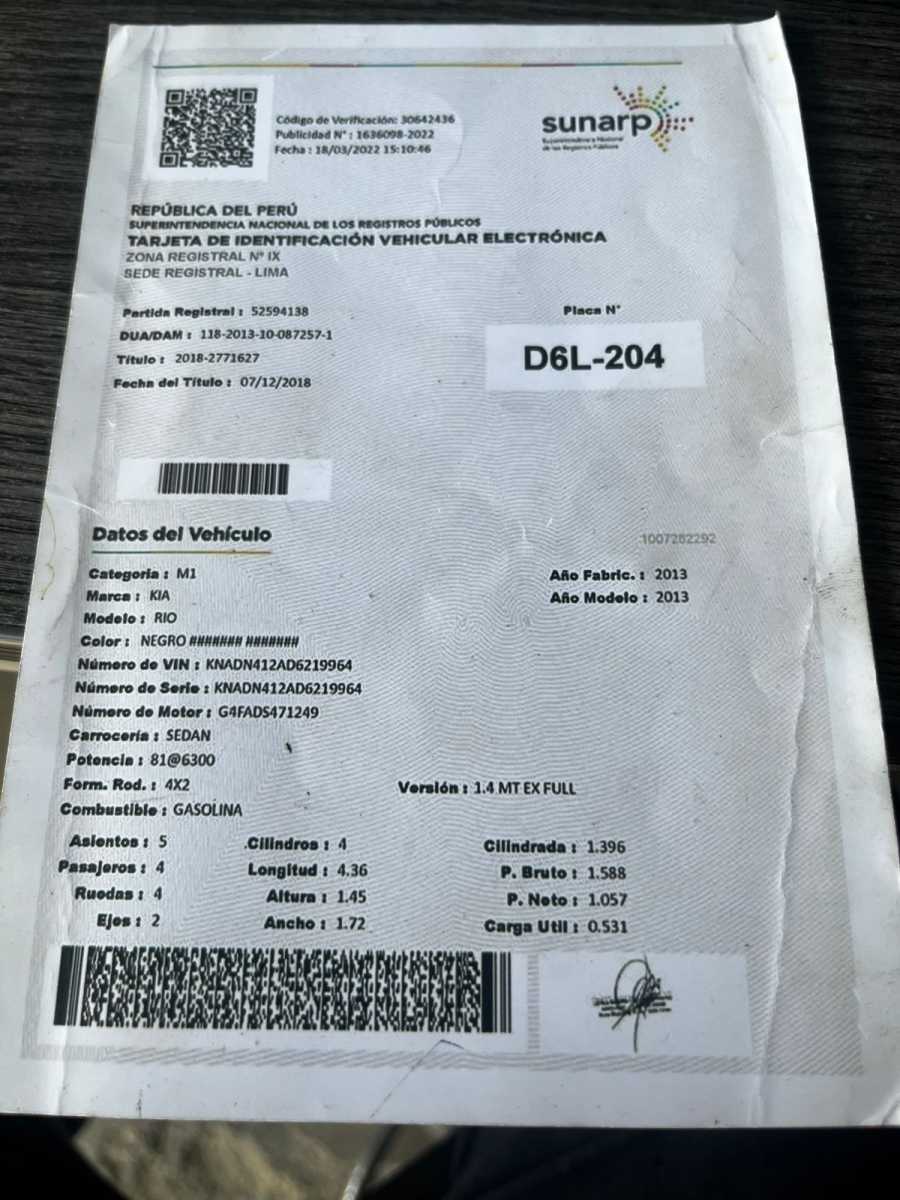 Código de Verificación: 30642436
Publicidad N° : 1636098-2022
Fecha : 18/03/2022 15:10:46
sunarp
Superintendencia Nacional
de los Registros Públicos
REPÚBLICA DEL PERÚ
SUPERINTENDENCIA NACIONAL DE LOS REGISTROS PÚBLICOS
TARJETA DE IDENTIFICACIÓN VEHICULAR ELECTRÓNICA
ZONA REGISTRAL N° IX
SEDE REGISTRAL - LIMA
Partida Registral : 52594138
DUA/DAM : 118-2013-10-087257-1
Título : 2018-2771627
Fecha del Título : 07/12/2018
Placa N°
D6L-204
Datos del Vehículo
1007282292
Categoria : M1
Marca : KIA
Modelo : RIO
Color : NEGRO ####### #######
Número de VIN : KNADN412AD6219964
Número de Serie : KNADN412AD6219964
Número de Motor : G4FADS471249
Carrocería : SEDAN
Potencia : 81@6300
Form. Rod. : 4X2
Combustible : GASOLINA
Año Fabric. : 2013
Año Modelo : 2013
Versión : 1.4 MT EX FULL
Asientos : 5 Cilindros : 4 Cilindrada : 1.396
Pasajeros : 4 Longitud : 4.36 P. Bruto : 1.588
Ruedas : 4 Altura : 1.45 P. Neto : 1.057
Ejes : 2 Ancho : 1.72 Carga Util : 0.531